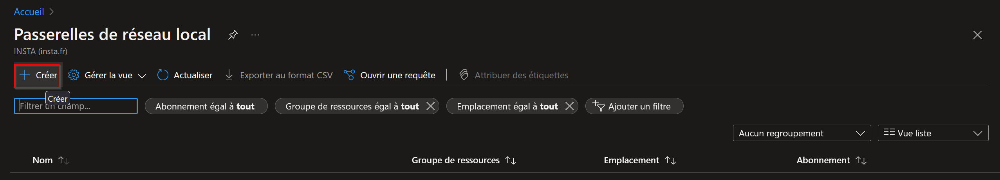 Accueil >
Passerelles de réseau local ...
INSTA (insta.fr)
Créer Gérer la vue Actualiser Exporter au format CSV Ouvrir une requête | Attribuer des étiquettes
Créer
Filtrer un champ... Abonnement égal à tout Groupe de ressources égal à tout Emplacement égal à tout Ajouter un filtre
Aucun regroupement Vue liste
Nom Groupe de ressources Emplacement Abonnement